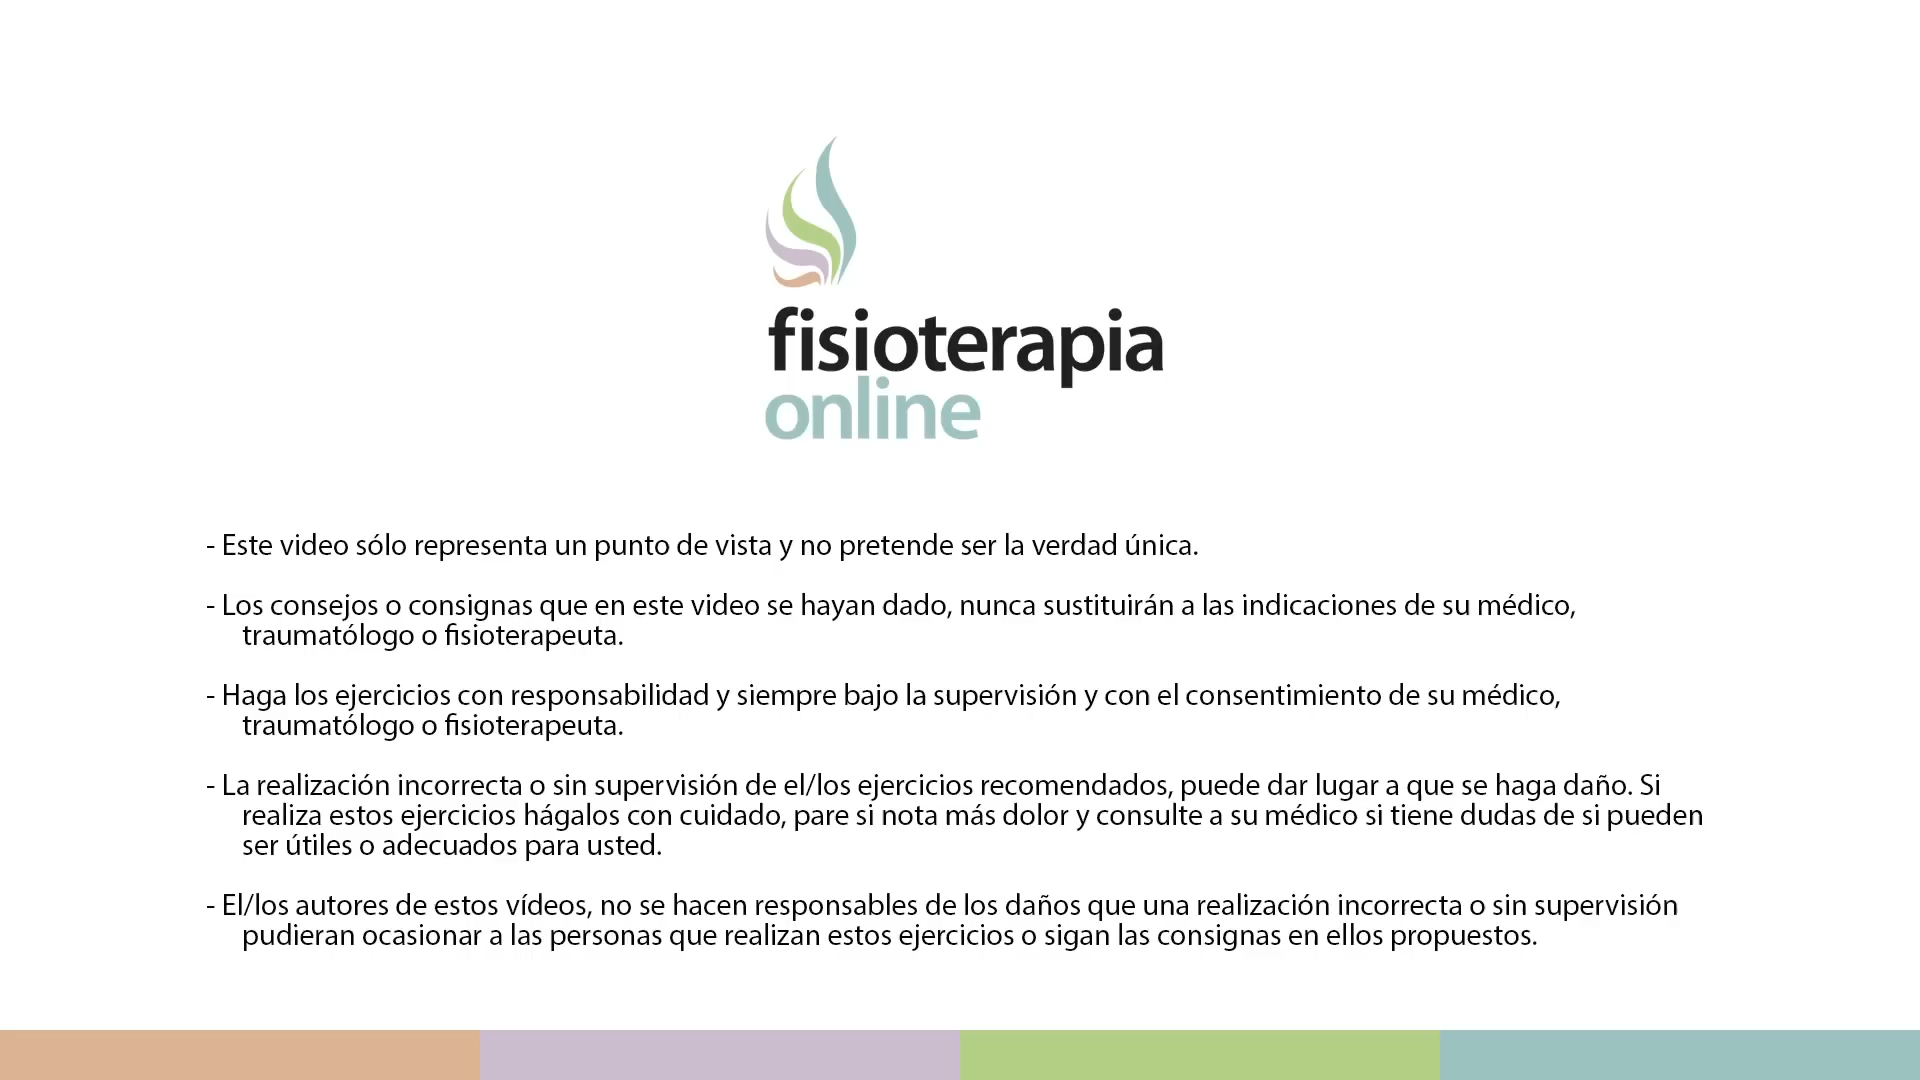 fisioterapia
online
- Este video sólo representa un punto de vista y no pretende ser la verdad única.
- Los consejos o consignas que en este video se hayan dado, nunca sustituirán a las indicaciones de su médico,
traumatólogo o fisioterapeuta.
- Haga los ejercicios con responsabilidad y siempre bajo la supervisión y con el consentimiento de su médico,
traumatólogo o fisioterapeuta.
- La realización incorrecta o sin supervisión de el/los ejercicios recomendados, puede dar lugar a que se haga daño. Si
realiza estos ejercicios hágalos con cuidado, pare si nota más dolor y consulte a su médico si tiene dudas de si pueden
ser útiles o adecuados para usted.
- El/los autores de estos vídeos, no se hacen responsables de los daños que una realización incorrecta o sin supervisión
pudieran ocasionar a las personas que realizan estos ejercicios o sigan las consignas en ellos propuestos.